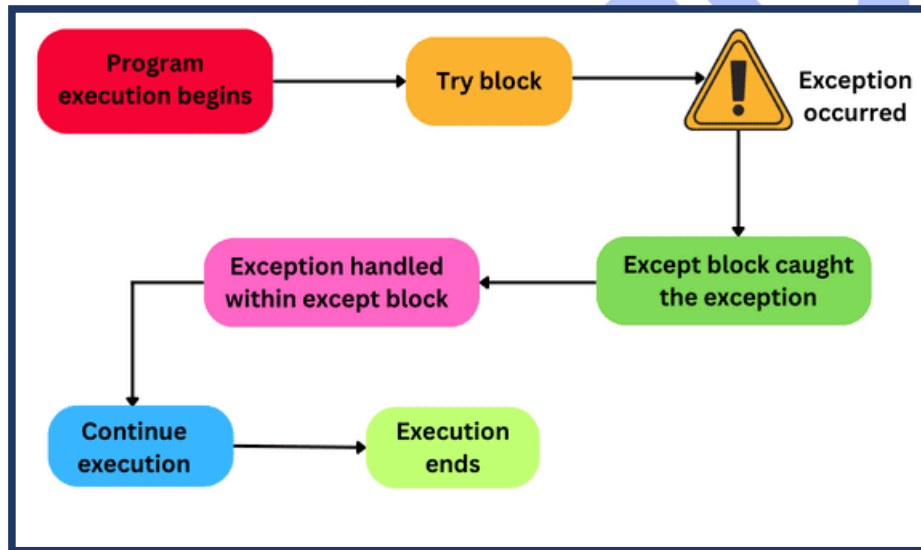 Program
execution begins
Try block
Exception
occurred
Exception handled
within except block
Except block caught
the exception
Continue
execution
Execution
ends